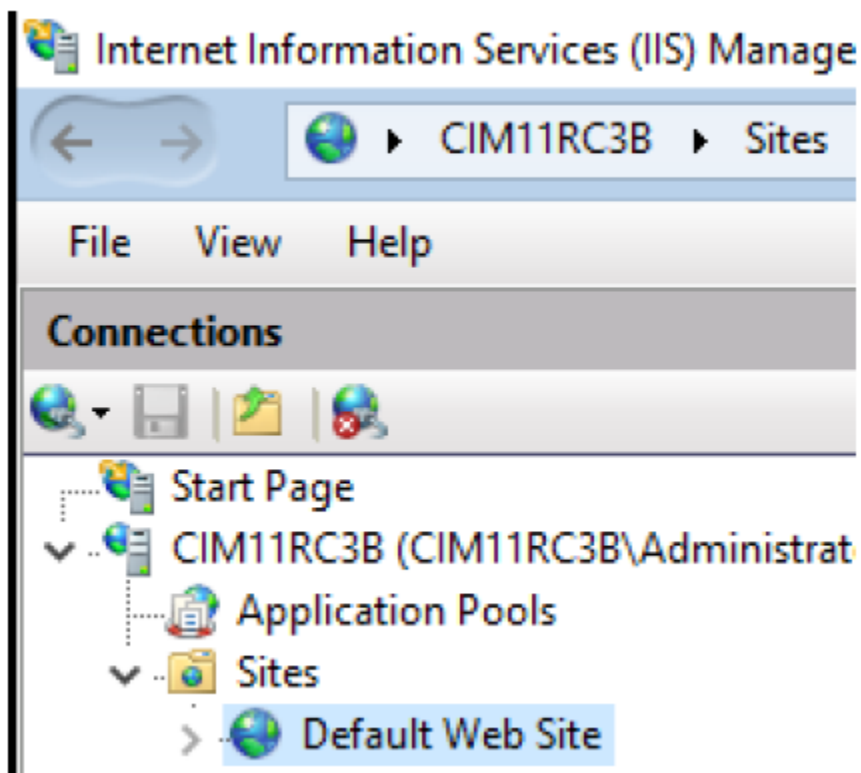 Internet Information Services (IIS) Manage
CIM11RC3B Sites
File View Help
Connections
Start Page
CIM11RC3B (CIM11RC3B\Administrat
Application Pools
Sites
Default Web Site